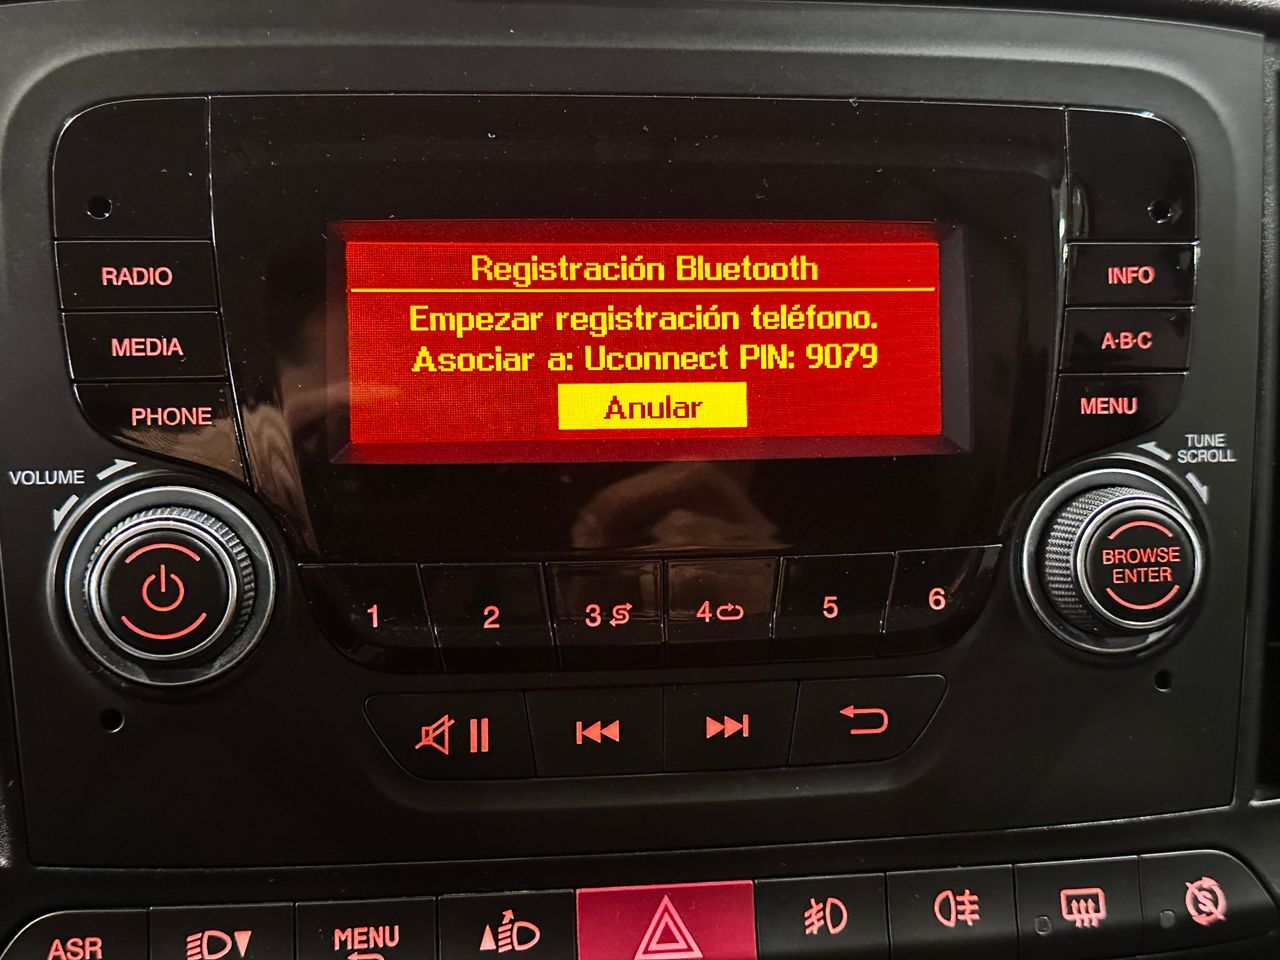 Registración Bluetooth
Empezar registración teléfono.
Asociar a: Uconnect PIN: 9079
Anular
RADIO
MEDIA
PHONE
VOLUME
INFO
A·B·C
MENU
TUNE
SCROLL
BROWSE
ENTER
1 2 3 4 5 6
ASR
MENU